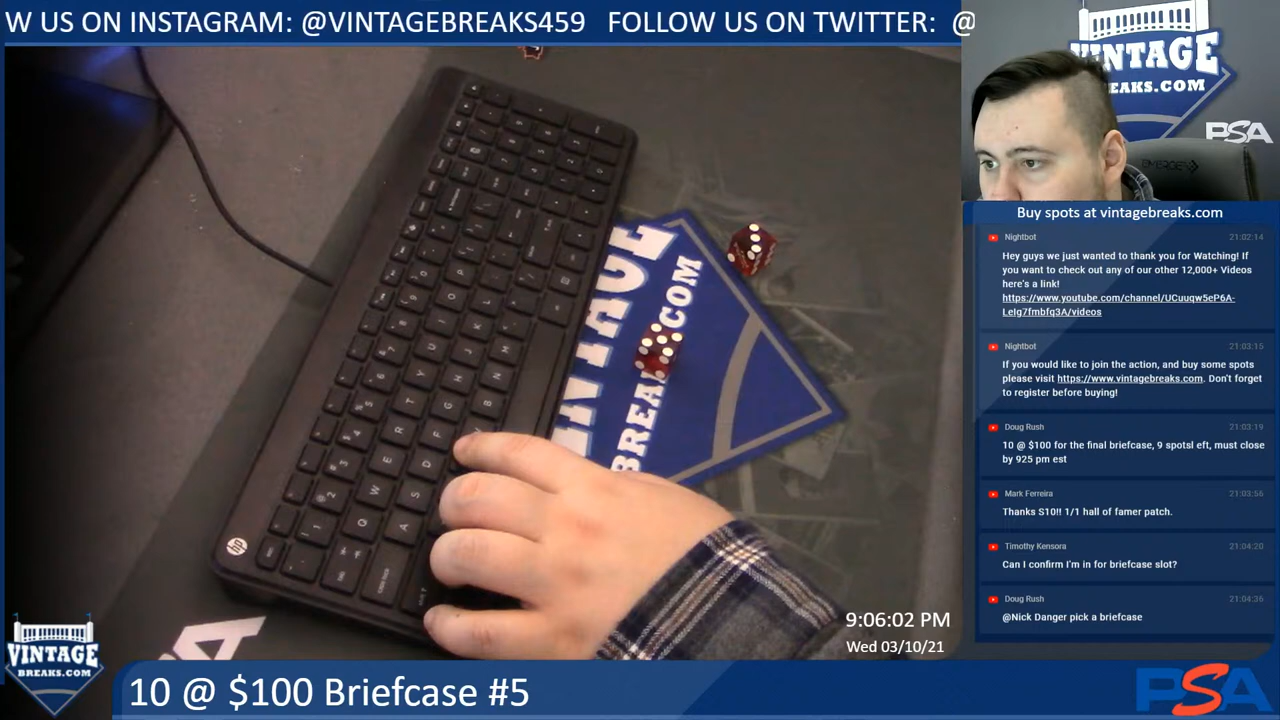 W US ON INSTAGRAM: @VINTAGEBREAKS459 FOLLOW US ON TWITTER: @
VINTAGE
EAKS.COM
PSA
EMERGE
Buy spots at vintagebreaks.com
Nightbot 21:02:14
Hey guys we just wanted to thank you for Watching! If
you want to check out any of our other 12,000+ Videos
here's a link!
https://www.youtube.com/channel/UCuuqw5eP6A-
LeIg7fmbfq3A/videos
Nightbot 21:03:15
If you would like to join the action, and buy some spots
please visit https://www.vintagebreaks.com. Don't forget
to register before buying!
Doug Rush 21:03:19
10 @ $100 for the final briefcase, 9 spotsl eft, must close
by 925 pm est
Mark Ferreira 21:03:56
Thanks S10!! 1/1 hall of famer patch.
Timothy Kensora 21:04:20
Can I confirm I'm in for briefcase slot?
Doug Rush 21:04:36
@Nick Danger pick a briefcase
NTAGE
BREA .COM
hp
SA
9:06:02 PM
Wed 03/10/21
VINTAGE
BREAKS.COM
10 @ $100 Briefcase #5
PSA